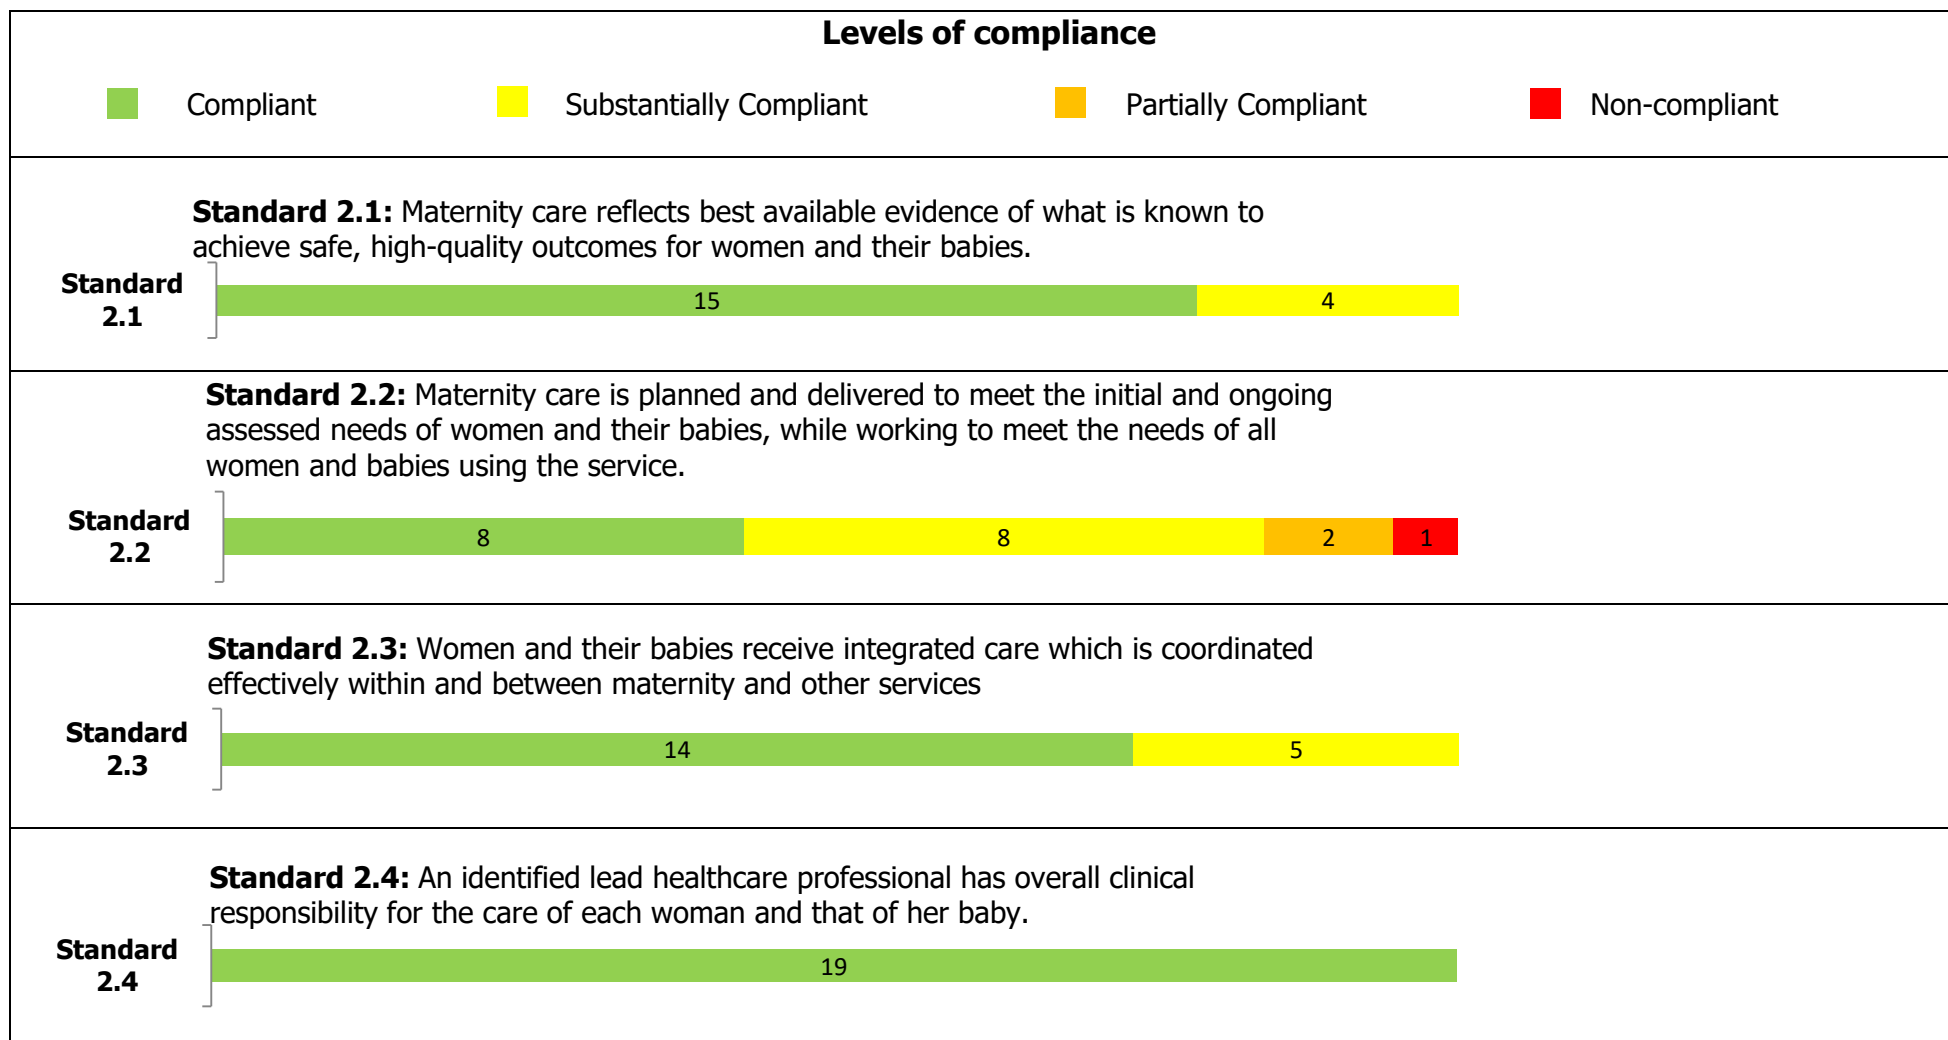 Levels of compliance
Compliant Substantially Compliant Partially Compliant Non-compliant
Standard 2.1: Maternity care reflects best available evidence of what is known to
achieve safe, high-quality outcomes for women and their babies.
Standard
2.1
15 4
Standard 2.2: Maternity care is planned and delivered to meet the initial and ongoing
assessed needs of women and their babies, while working to meet the needs of all
women and babies using the service.
Standard
2.2
8 8 2 1
Standard 2.3: Women and their babies receive integrated care which is coordinated
effectively within and between maternity and other services
Standard
2.3
14 5
Standard 2.4: An identified lead healthcare professional has overall clinical
responsibility for the care of each woman and that of her baby.
Standard
2.4
19